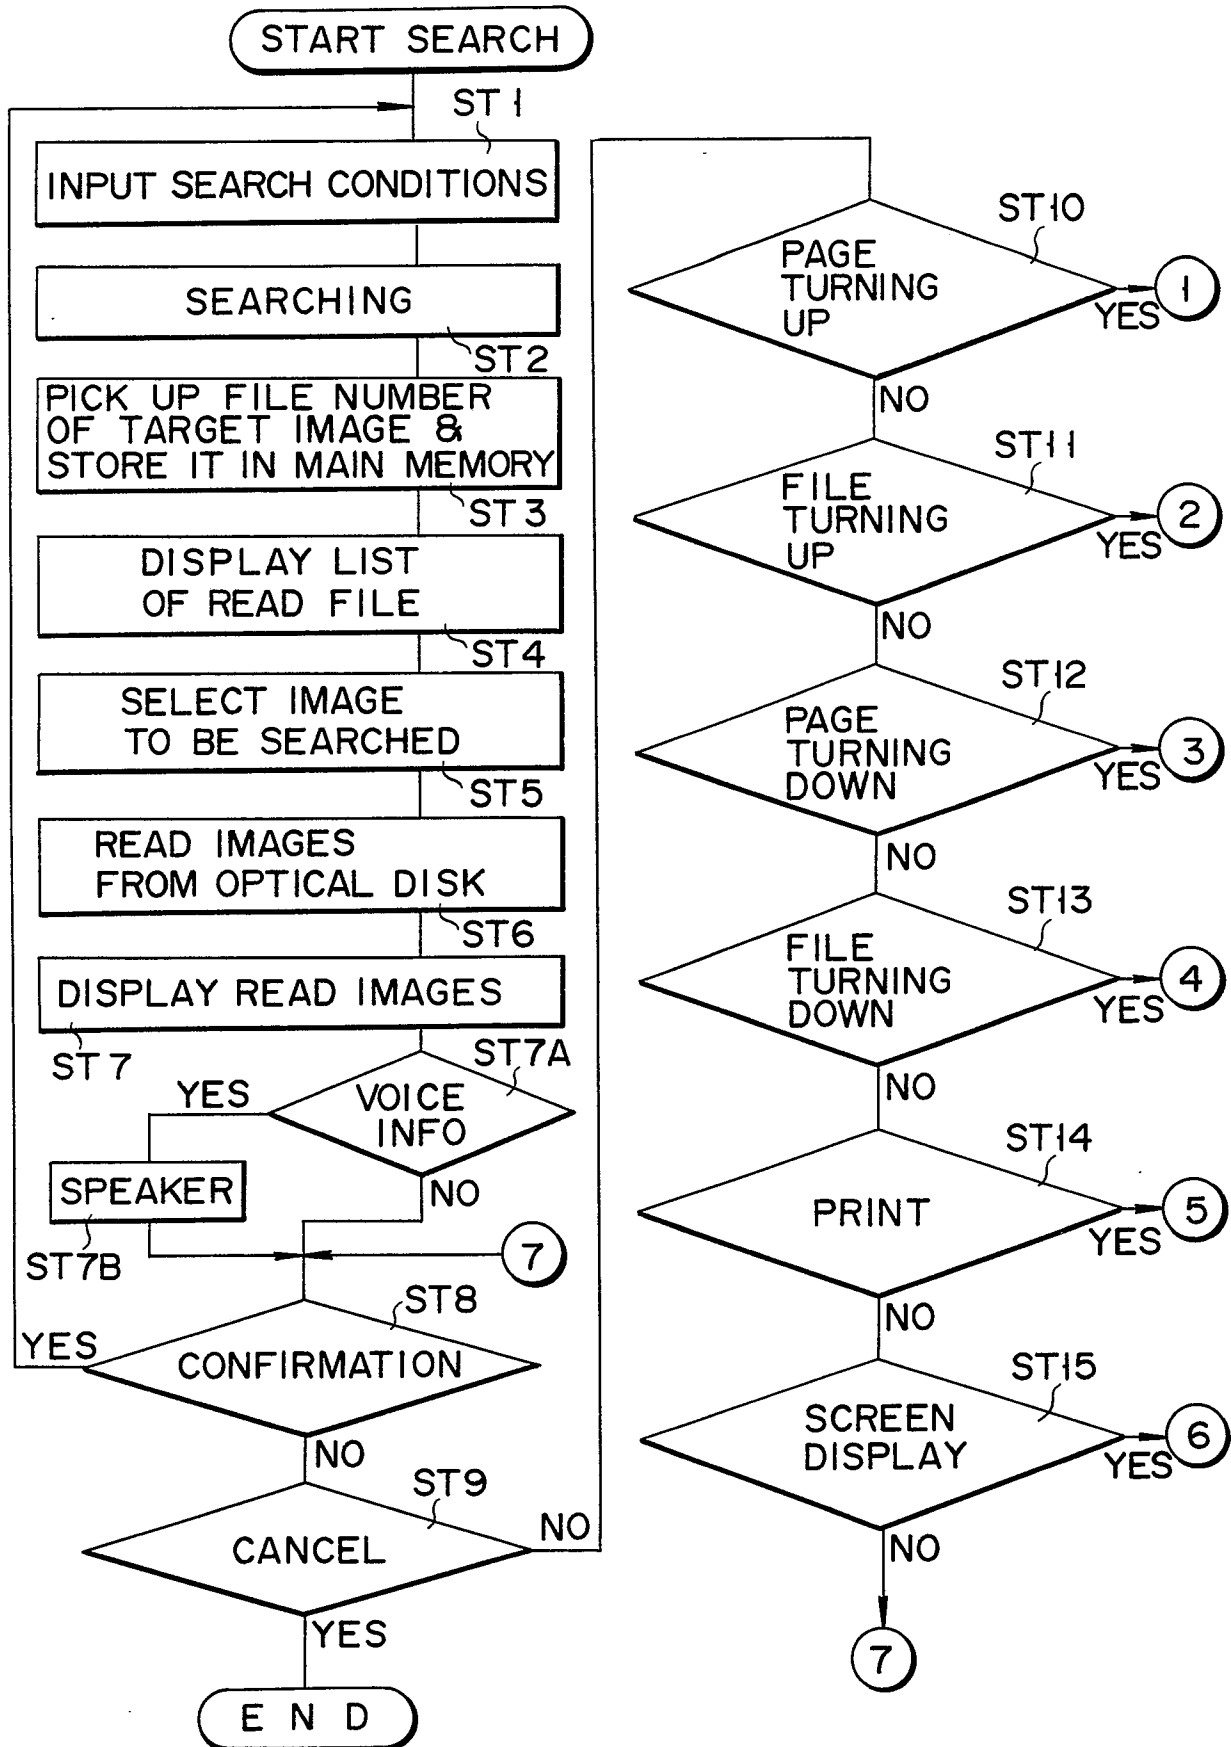 START SEARCH
ST1
INPUT SEARCH CONDITIONS
SEARCHING
ST2
PICK UP FILE NUMBER
OF TARGET IMAGE &
STORE IT IN MAIN MEMORY
ST3
DISPLAY LIST
OF READ FILE
ST4
SELECT IMAGE
TO BE SEARCHED
ST5
READ IMAGES
FROM OPTICAL DISK
ST6
DISPLAY READ IMAGES
ST7
ST7A
YES
VOICE
INFO
NO
SPEAKER
ST7B
7
ST8
YES
CONFIRMATION
NO
ST9
CANCEL
NO
YES
END
ST10
PAGE
TURNING
UP
YES
1
NO
ST11
FILE
TURNING
UP
YES
2
NO
ST12
PAGE
TURNING
DOWN
YES
3
NO
ST13
FILE
TURNING
DOWN
YES
4
NO
ST14
PRINT
YES
5
NO
ST15
SCREEN
DISPLAY
YES
6
NO
7